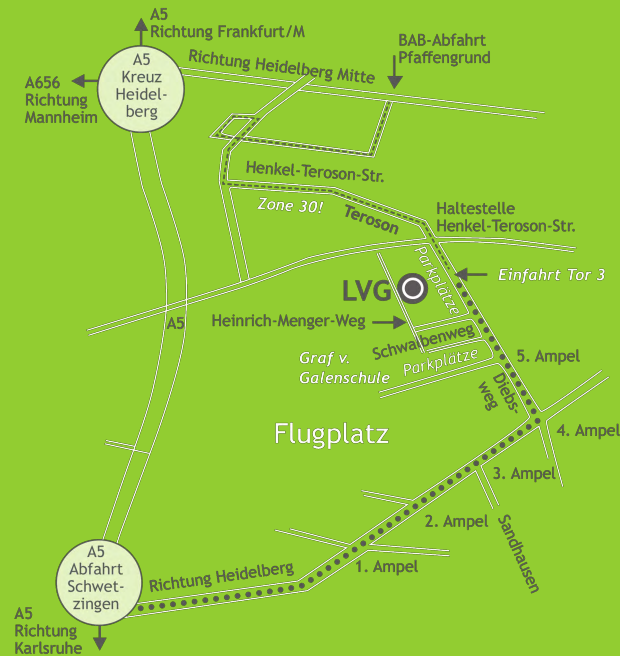 A5
Richtung Frankfurt/M
A5
Kreuz
Heidel-
berg
A656
Richtung
Mannheim
Richtung Heidelberg Mitte
BAB-Abfahrt
Pfaffengrund
Henkel-Teroson-Str.
Zone 30!
Teroson
Haltestelle
Henkel-Teroson-Str.
Parkplätze
Einfahrt Tor 3
LVG
A5
Heinrich-Menger-Weg
Schwalbenweg
Graf v.
Galenschule
Parkplätze
5. Ampel
Diebs-
weg
Flugplatz
4. Ampel
3. Ampel
2. Ampel
Sandhausen
1. Ampel
A5
Abfahrt
Schwet-
zingen
Richtung Heidelberg
A5
Richtung
Karlsruhe